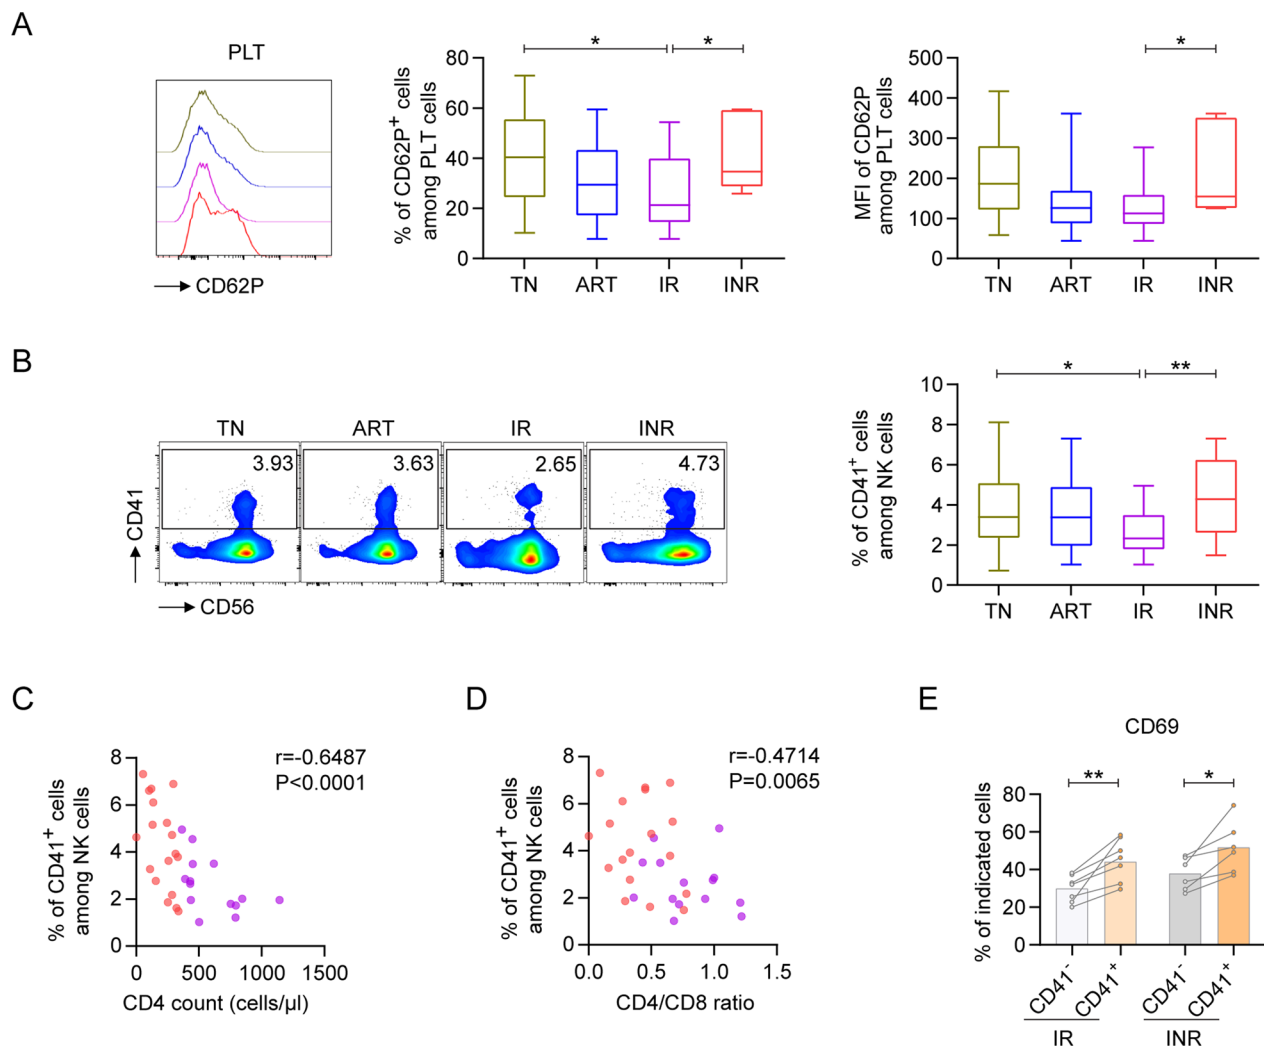 A
PLT
CD62P
% of CD62P+ cells
among PLT cells
80
60
40
20
0
TN ART IR INR
* *
MFI of CD62P
among PLT cells
500
400
300
200
100
0
TN ART IR INR
*
B
TN ART IR INR
3.93 3.63 2.65 4.73
CD41
CD56
% of CD41+ cells
among NK cells
10
8
6
4
2
0
TN ART IR INR
* **
C
% of CD41+ cells
among NK cells
8
6
4
2
0
r=-0.6487
P<0.0001
0 500 1000 1500
CD4 count (cells/µl)
D
% of CD41+ cells
among NK cells
8
6
4
2
0
r=-0.4714
P=0.0065
0.0 0.5 1.0 1.5
CD4/CD8 ratio
E
CD69
** *
% of indicated cells
80
60
40
20
0
CD41- CD41+ CD41- CD41+
IR INR